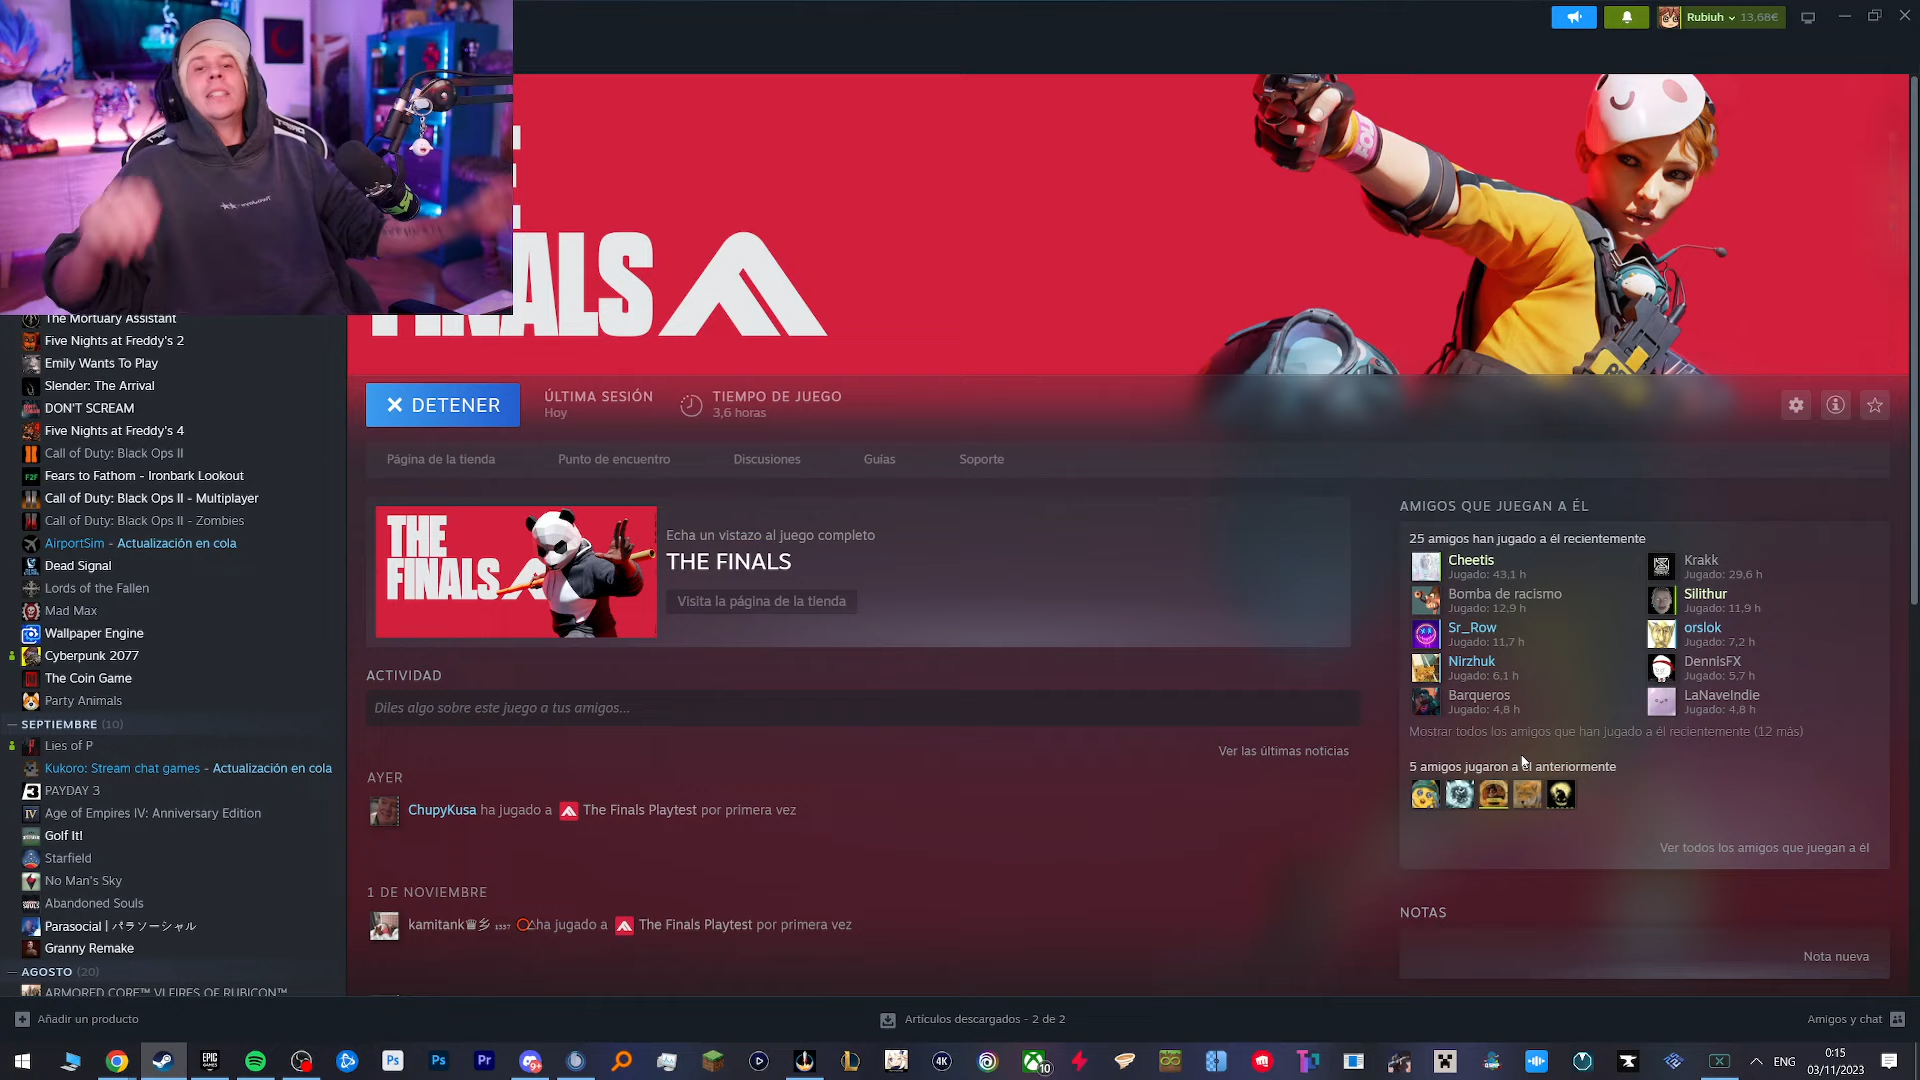 Rubiuh
13,68€
FINALS
The Mortuary Assistant
Five Nights at Freddy's 2
Emily Wants To Play
Slender: The Arrival
DON'T SCREAM
Five Nights at Freddy's 4
Call of Duty: Black Ops II
Fears to Fathom - Ironbark Lookout
Call of Duty: Black Ops II - Multiplayer
Call of Duty: Black Ops II - Zombies
AirportSim - Actualización en cola
Dead Signal
Lords of the Fallen
Mad Max
Wallpaper Engine
Cyberpunk 2077
The Coin Game
Party Animals
— SEPTIEMBRE (10)
Lies of P
Kukoro: Stream chat games - Actualización en cola
PAYDAY 3
Age of Empires IV: Anniversary Edition
Golf It!
Starfield
No Man's Sky
Abandoned Souls
Parasocial | パラソーシャル
Granny Remake
— AGOSTO (20)
ARMORED CORE™ VI FIRES OF RUBICON™
DETENER
ÚLTIMA SESIÓN
Hoy
TIEMPO DE JUEGO
3,6 horas
Página de la tienda
Punto de encuentro
Discusiones
Guías
Soporte
THE
FINALS
Echa un vistazo al juego completo
THE FINALS
Visita la página de la tienda
ACTIVIDAD
Diles algo sobre este juego a tus amigos...
Ver las últimas noticias
AYER
ChupyKusa ha jugado a The Finals Playtest por primera vez
1 DE NOVIEMBRE
kamitank♕乡 1337 ⭕△ha jugado a The Finals Playtest por primera vez
AMIGOS QUE JUEGAN A ÉL
25 amigos han jugado a él recientemente
Cheetis
Jugado: 43,1 h
Krakk
Jugado: 29,6 h
Bomba de racismo
Jugado: 12,9 h
Silithur
Jugado: 11,9 h
Sr_Row
Jugado: 11,7 h
orslok
Jugado: 7,2 h
Nirzhuk
Jugado: 6,1 h
DennisFX
Jugado: 5,7 h
Barqueros
Jugado: 4,8 h
LaNaveIndie
Jugado: 4,8 h
Mostrar todos los amigos que han jugado a él recientemente (12 más)
5 amigos jugaron a él anteriormente
Ver todos los amigos que juegan a él
NOTAS
Nota nueva
Añadir un producto
Artículos descargados - 2 de 2
Amigos y chat
EPIC
GAMES
Ps
Ps
Pr
9+
4K
10
ENG
0:15
03/11/2023